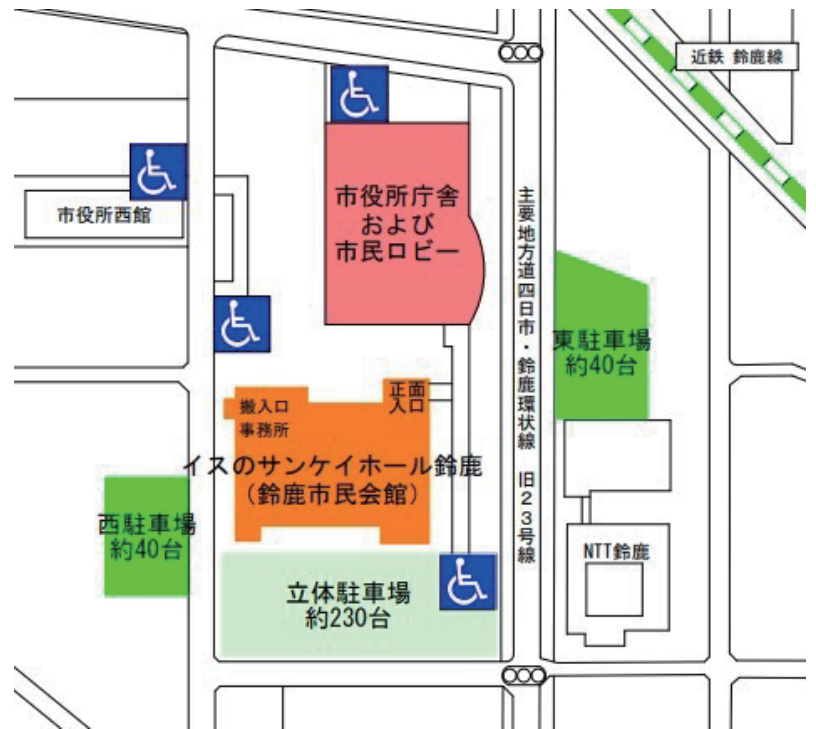 近鉄 鈴鹿線
市役所西館
市役所庁舎
および
市民ロビー
主要地方道四日市・鈴鹿環状線 旧23号線
東駐車場
約40台
正面
入口
搬入口
事務所
イスのサンケイホール鈴鹿
(鈴鹿市民会館)
西駐車場
約40台
NTT鈴鹿
立体駐車場
約230台